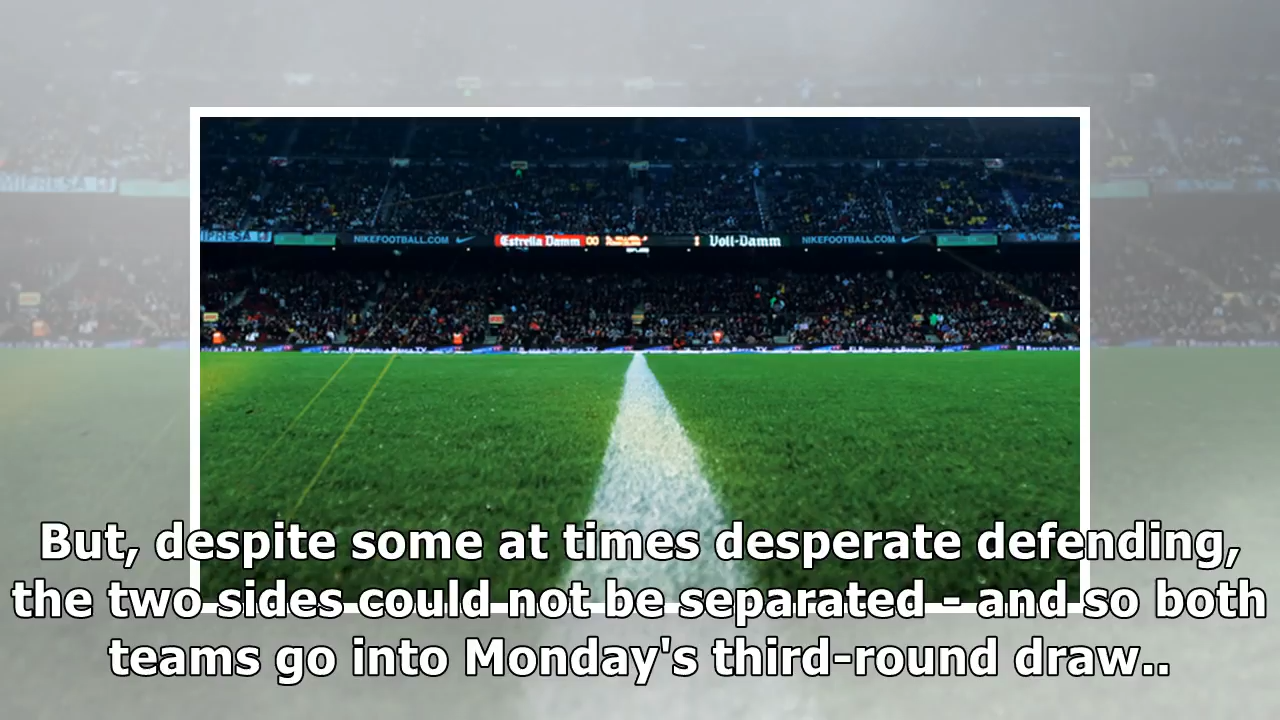 IPRESA
NIKEFOOTBALL.COM
Estrella Damm
00
Voll-Damm
NIKEFOOTBALL.COM
But, despite some at times desperate defending,
the two sides could not be separated - and so both
teams go into Monday's third-round draw..